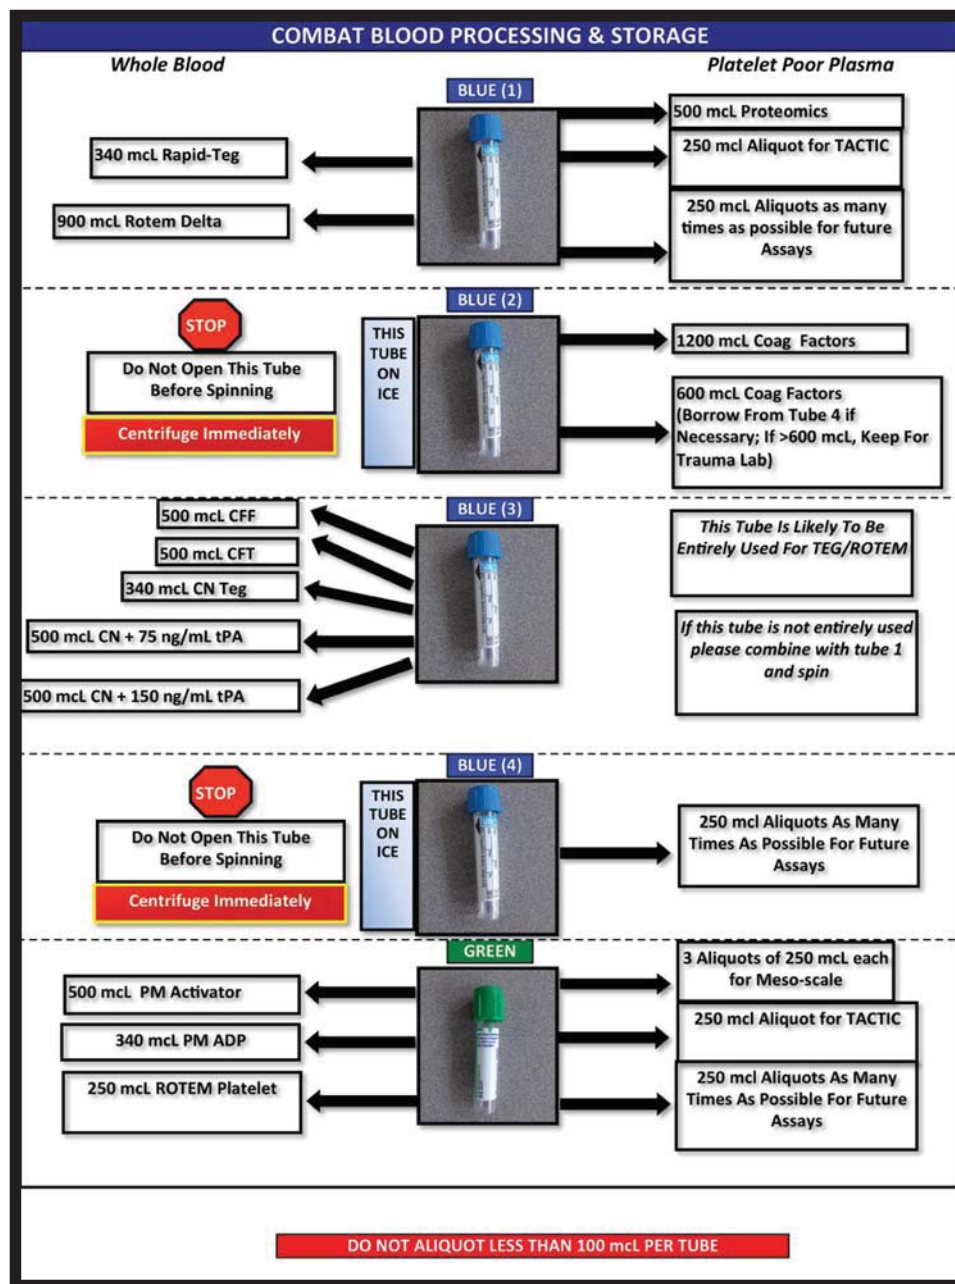 COMBAT BLOOD PROCESSING & STORAGE
Whole Blood
Platelet Poor Plasma
BLUE (1)
340 mcL Rapid-Teg
900 mcL Rotem Delta
500 mcL Proteomics
250 mcl Aliquot for TACTIC
250 mcL Aliquots as many
times as possible for future
Assays
BLUE (2)
STOP
Do Not Open This Tube
Before Spinning
Centrifuge Immediately
THIS
TUBE
ON
ICE
1200 mcL Coag Factors
600 mcL Coag Factors
(Borrow From Tube 4 if
Necessary; If >600 mcL, Keep For
Trauma Lab)
BLUE (3)
500 mcL CFF
500 mcL CFT
340 mcL CN Teg
500 mcL CN + 75 ng/mL tPA
500 mcL CN + 150 ng/mL tPA
This Tube Is Likely To Be
Entirely Used For TEG/ROTEM
If this tube is not entirely used
please combine with tube 1
and spin
BLUE (4)
STOP
Do Not Open This Tube
Before Spinning
Centrifuge Immediately
THIS
TUBE
ON
ICE
250 mcl Aliquots As Many
Times As Possible For Future
Assays
GREEN
500 mcL PM Activator
340 mcL PM ADP
250 mcL ROTEM Platelet
3 Aliquots of 250 mcL each
for Meso-scale
250 mcl Aliquot for TACTIC
250 mcl Aliquots As Many
Times As Possible For Future
Assays
DO NOT ALIQUOT LESS THAN 100 mcL PER TUBE